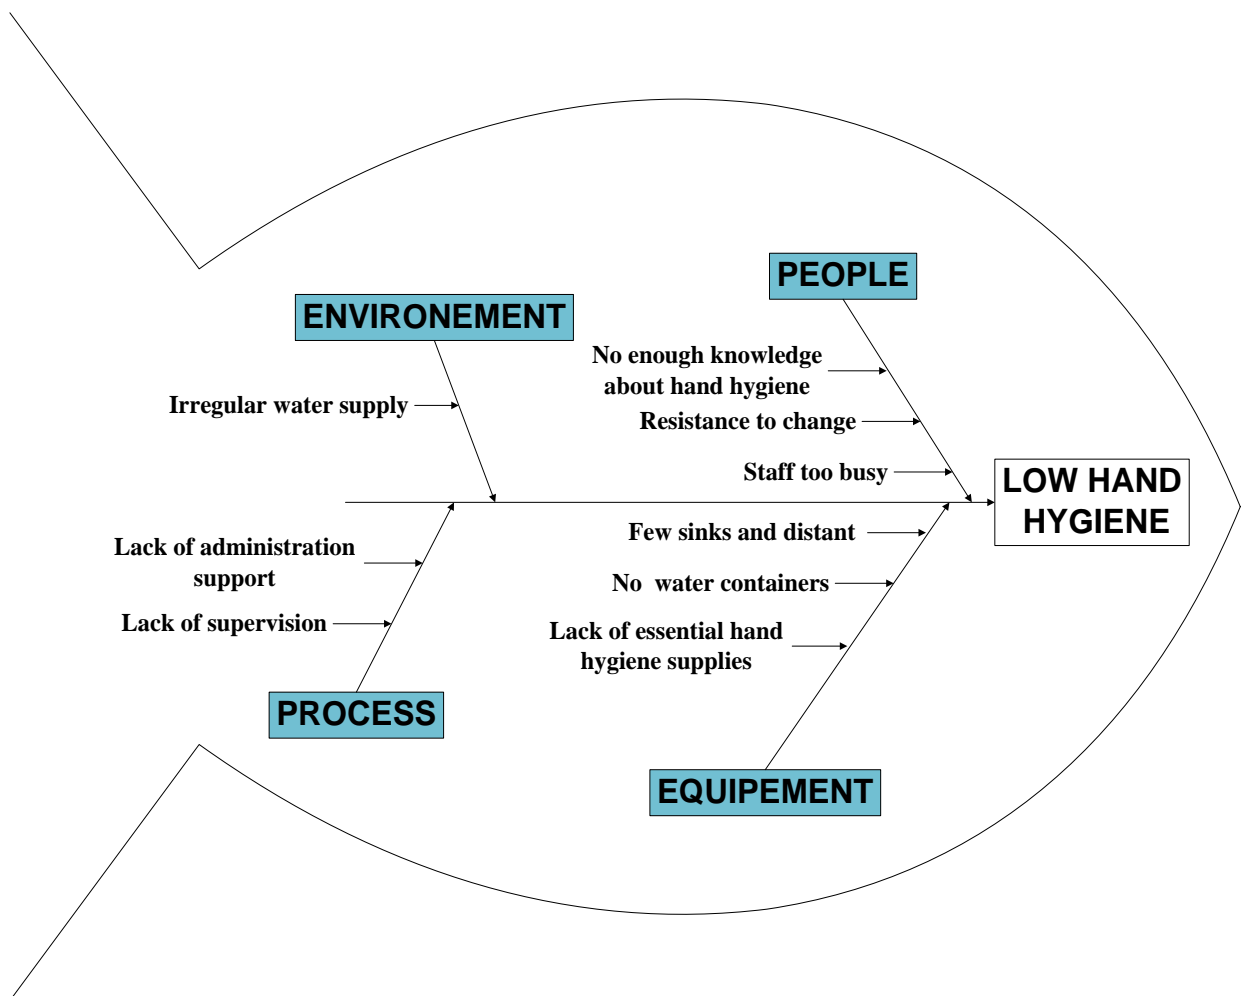 PEOPLE
ENVIRONEMENT
No enough knowledge
about hand hygiene
Irregular water supply
Resistance to change
Staff too busy
LOW HAND
HYGIENE
Few sinks and distant
Lack of administration
support
No water containers
Lack of supervision
Lack of essential hand
hygiene supplies
PROCESS
EQUIPEMENT